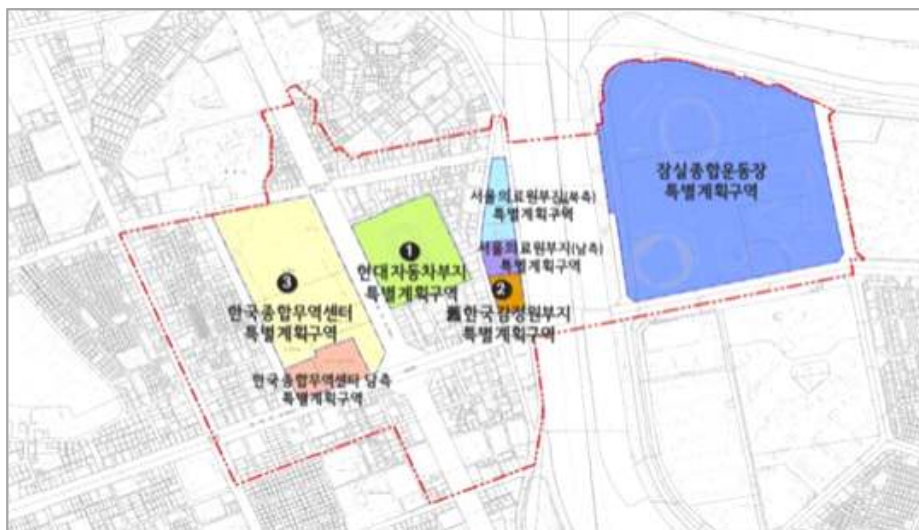 잠실종합운동장
특별계획구역
서울의료원부지(북측)
특별계획구역
서울의료원부지(남측)
특별계획구역
❶
현대자동차부지
특별계획구역
❷
舊한국감정원부지
특별계획구역
❸
한국종합무역센터
특별계획구역
한국종합무역센타 남측
특별계획구역